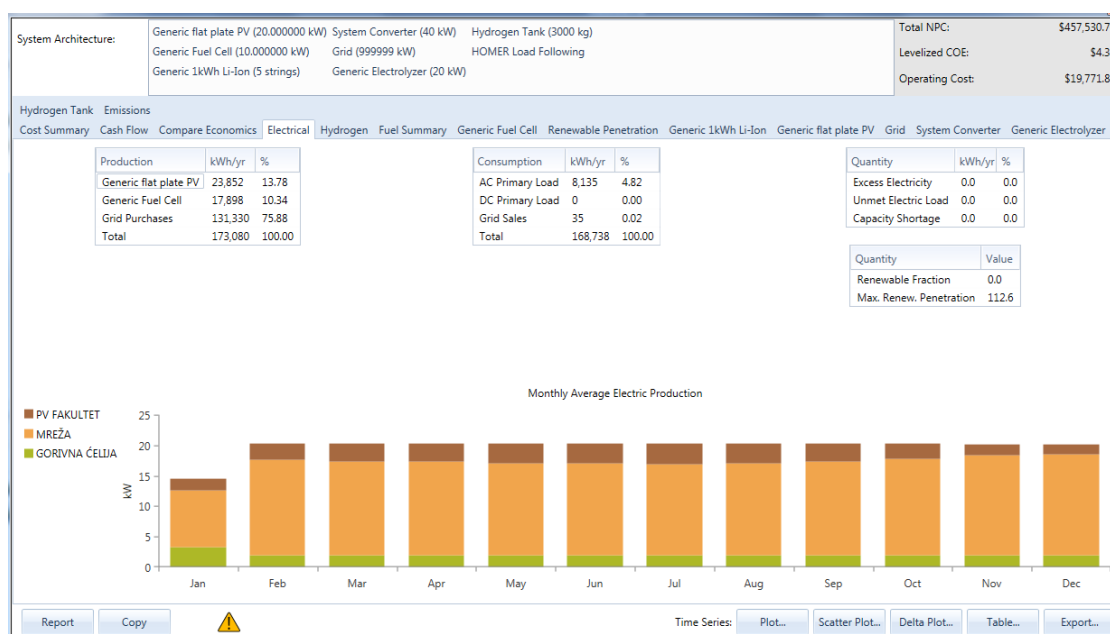 System Architecture:
Generic flat plate PV (20.000000 kW) System Converter (40 kW) Hydrogen Tank (3000 kg)
Generic Fuel Cell (10.000000 kW) Grid (999999 kW) HOMER Load Following
Generic 1kWh Li-Ion (5 strings) Generic Electrolyzer (20 kW)
Total NPC: $457,530.7
Levelized COE: $4.3
Operating Cost: $19,771.8
Hydrogen Tank Emissions
Cost Summary Cash Flow Compare Economics Electrical Hydrogen Fuel Summary Generic Fuel Cell Renewable Penetration Generic 1kWh Li-Ion Generic flat plate PV Grid System Converter Generic Electrolyzer
Production kWh/yr %
Generic flat plate PV 23,852 13.78
Generic Fuel Cell 17,898 10.34
Grid Purchases 131,330 75.88
Total 173,080 100.00
Consumption kWh/yr %
AC Primary Load 8,135 4.82
DC Primary Load 0 0.00
Grid Sales 35 0.02
Total 168,738 100.00
Quantity kWh/yr %
Excess Electricity 0.0 0.0
Unmet Electric Load 0.0 0.0
Capacity Shortage 0.0 0.0
Quantity Value
Renewable Fraction 0.0
Max. Renew. Penetration 112.6
Monthly Average Electric Production
PV FAKULTET
MREŽA
GORIVNA ĆELIJA
kW
25
20
15
10
5
0
Jan Feb Mar Apr May Jun Jul Aug Sep Oct Nov Dec
Report Copy Time Series: Plot... Scatter Plot... Delta Plot... Table... Export...